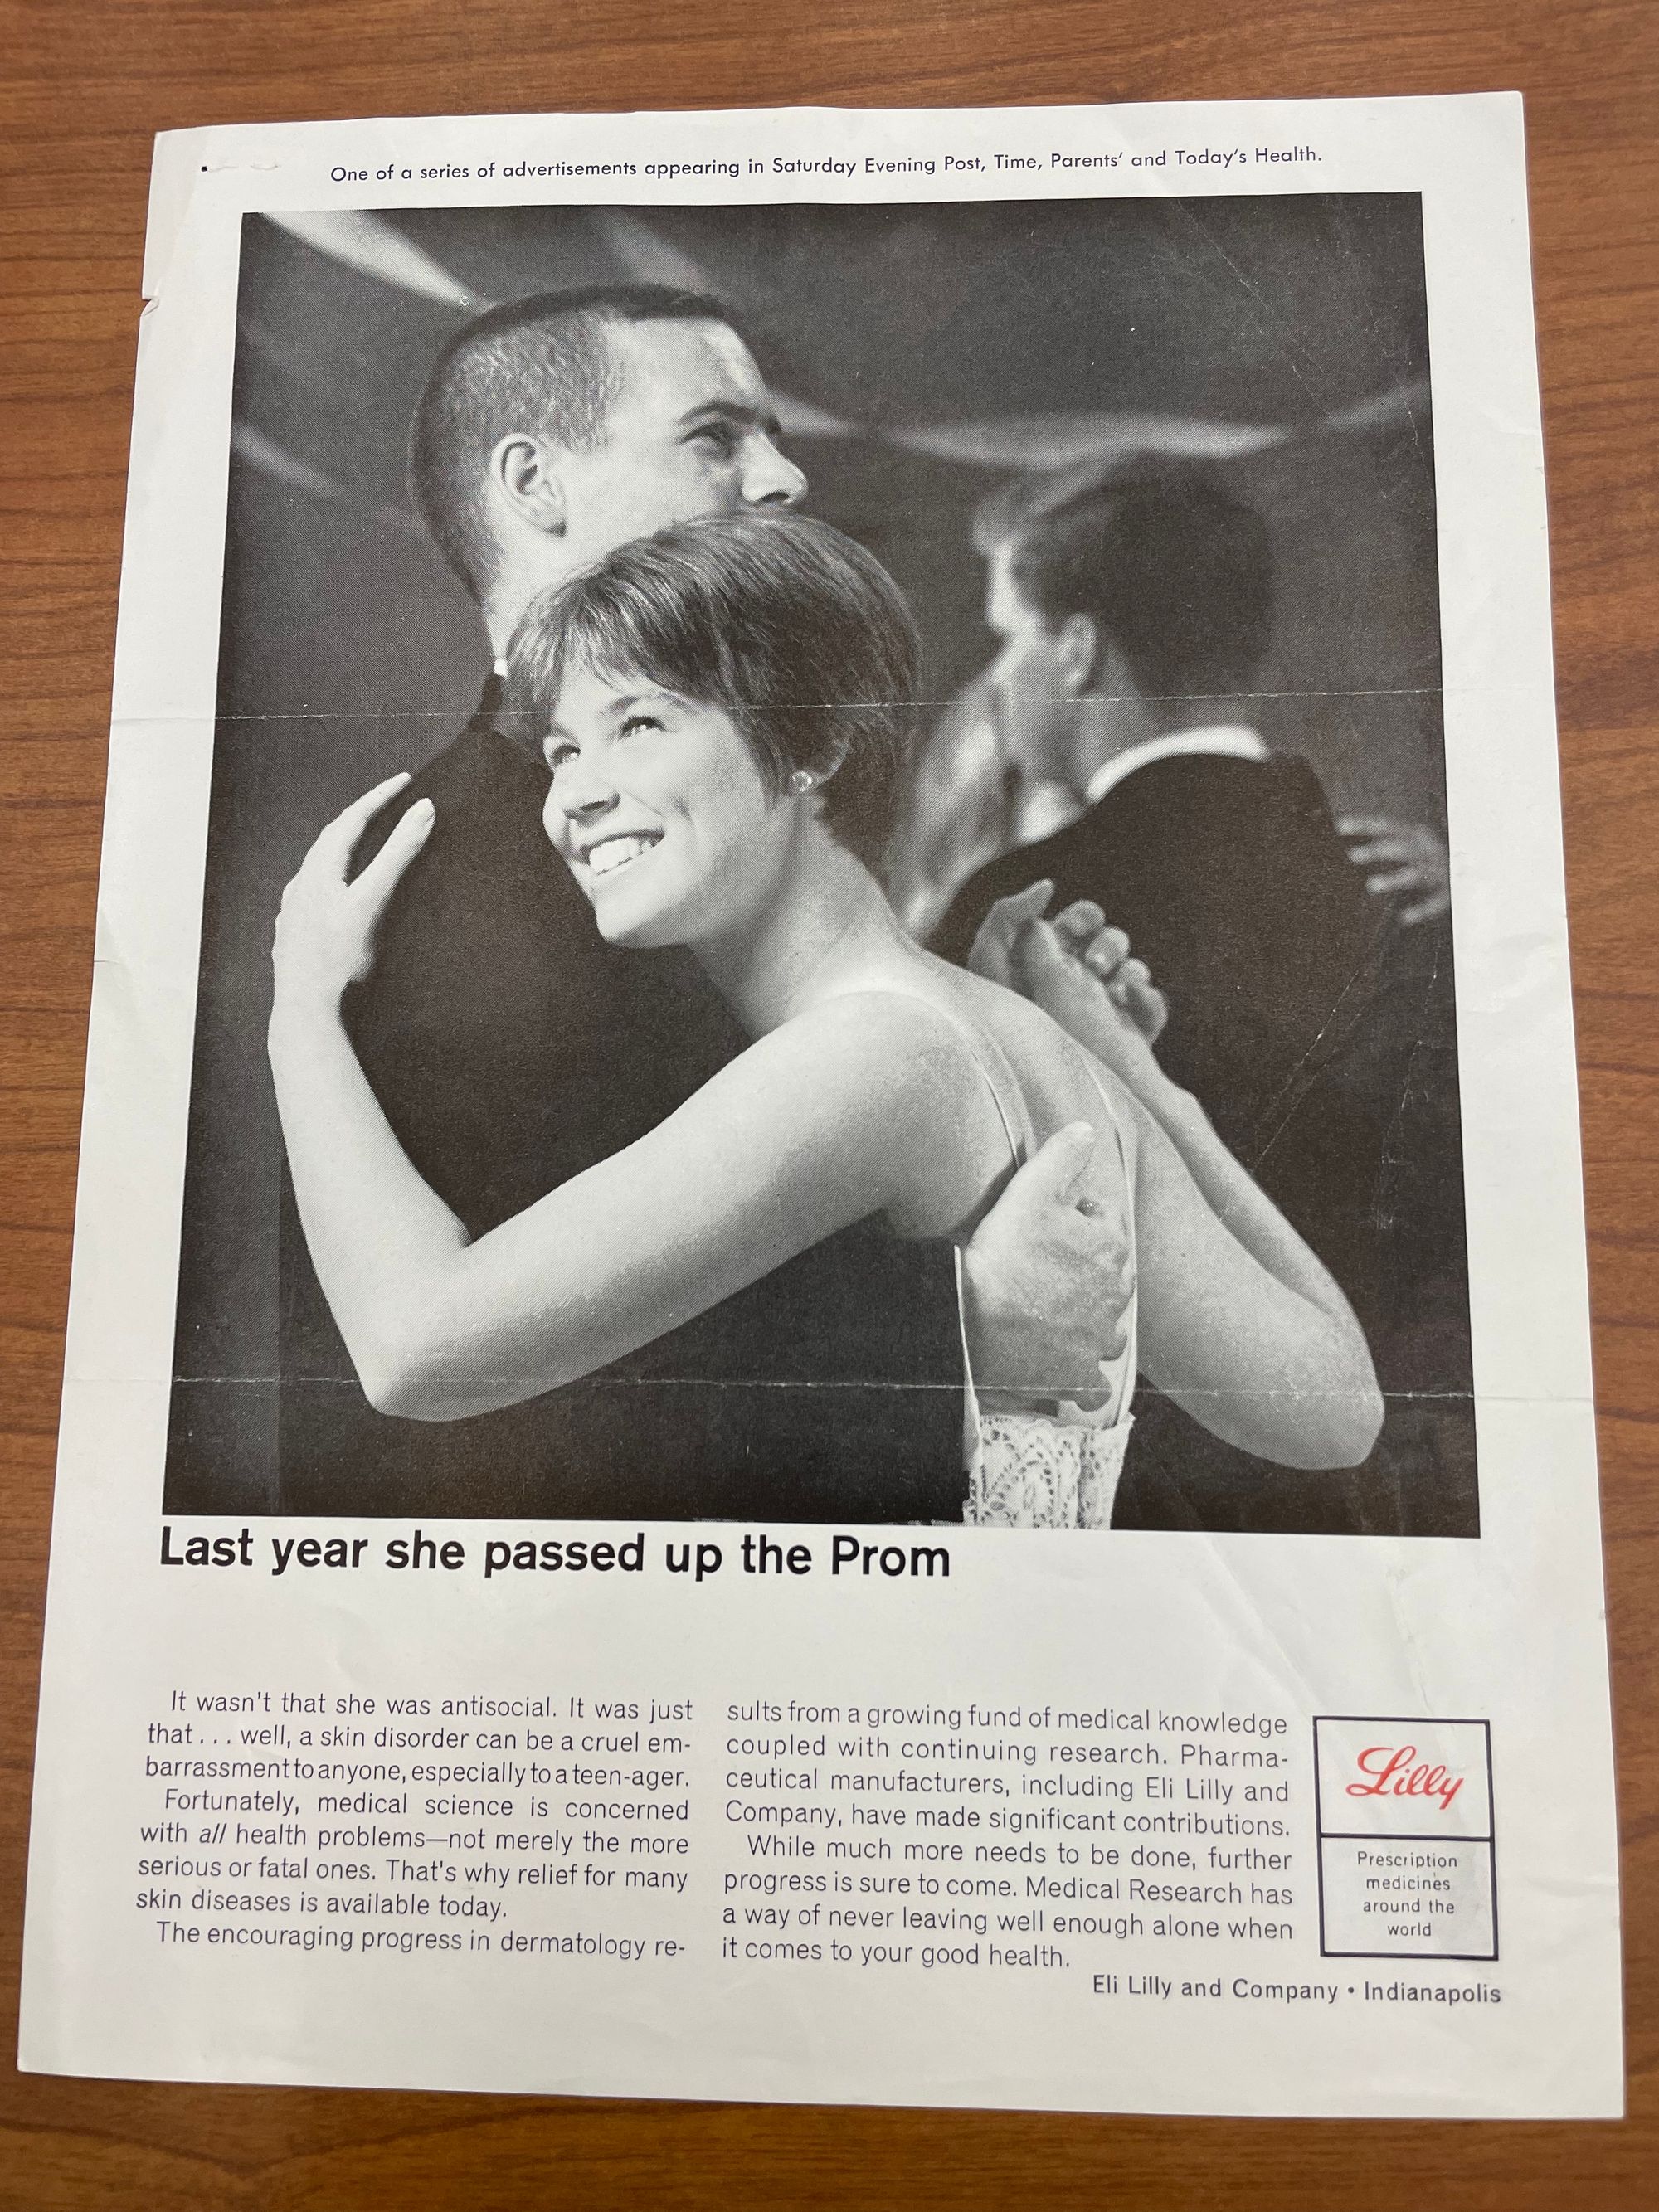 One of a series of advertisements appearing in Saturday Evening Post, Time, Parents' and Today's Health.
Last year she passed up the Prom
It wasn't that she was antisocial. It was just
that . . . well, a skin disorder can be a cruel em-
barrassment to anyone, especially to a teen-ager.
Fortunately, medical science is concerned
with all health problems—not merely the more
serious or fatal ones. That's why relief for many
skin diseases is available today.
The encouraging progress in dermatology re-
sults from a growing fund of medical knowledge
coupled with continuing research. Pharma-
ceutical manufacturers, including Eli Lilly and
Company, have made significant contributions.
While much more needs to be done, further
progress is sure to come. Medical Research has
a way of never leaving well enough alone when
it comes to your good health.
Lilly
Prescription
medicines
around the
world
Eli Lilly and Company • Indianapolis